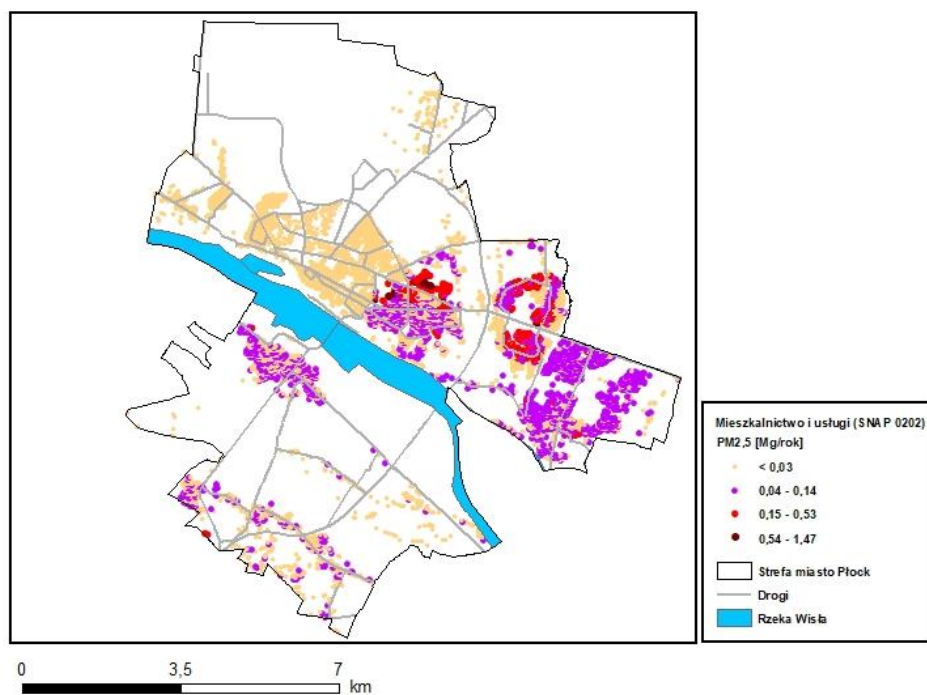 Mieszkalnictwo i usługi (SNAP 0202)
PM2,5 [Mg/rok]
< 0,03
0,04 - 0,14
0,15 - 0,53
0,54 - 1,47
Strefa miasto Płock
Drogi
Rzeka Wisła
0 3,5 7
km